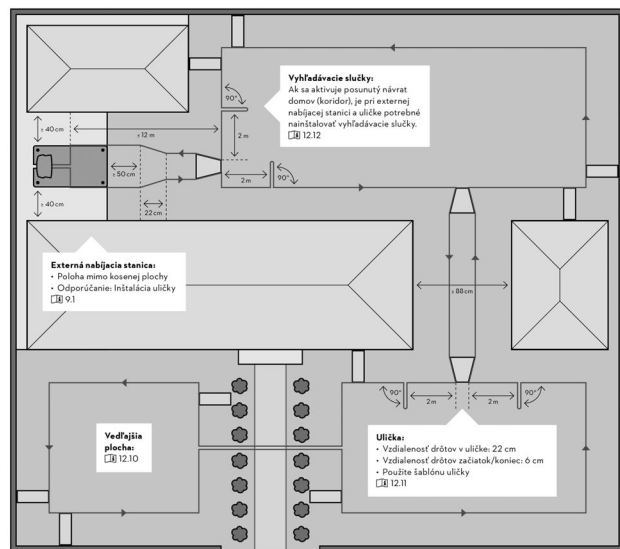 Vyhľadávacie slučky:
Ak sa aktivuje posunutý návrat
domov (koridor), je pri externej
nabíjacej stanici a uličke potrebné
nainštalovať vyhľadávacie slučky.
12.12
90°
2 m
≥ 40 cm
≤ 12 m
≥ 50 cm
22 cm
2 m
90°
≥ 40 cm
Externá nabíjacia stanica:
• Poloha mimo kosenej plochy
• Odporúčanie: Inštalácia uličky
9.1
≥ 88 cm
90°
2 m
2 m
90°
Vedľajšia
plocha:
12.10
Ulička:
• Vzdialenosť drôtov v uličke: 22 cm
• Vzdialenosť drôtov začiatok/koniec: 6 cm
• Použite šablónu uličky
12.11